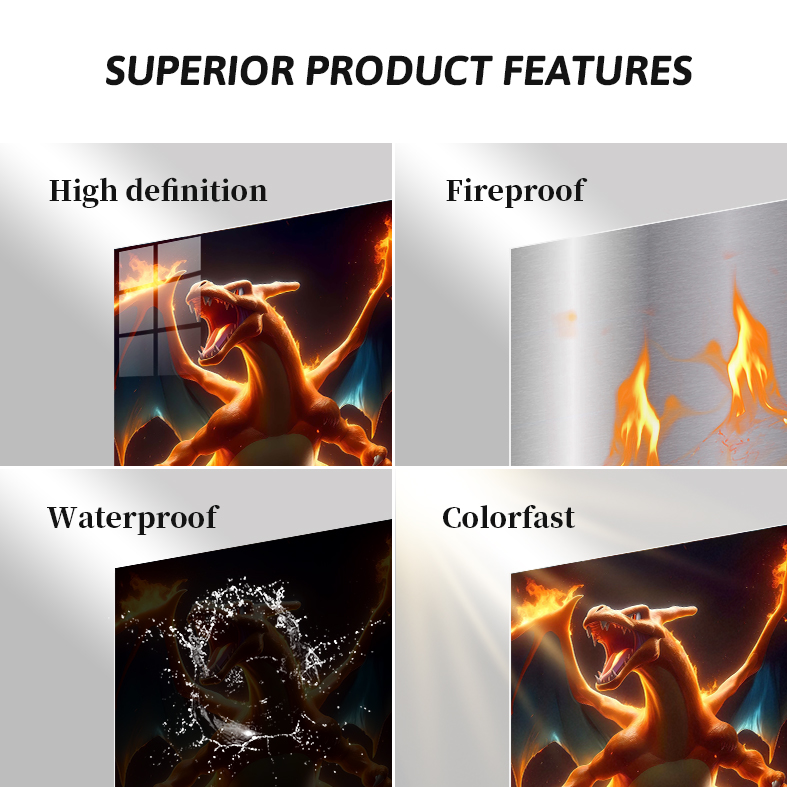 SUPERIOR PRODUCT FEATURES
High definition
Fireproof
Waterproof
Colorfast